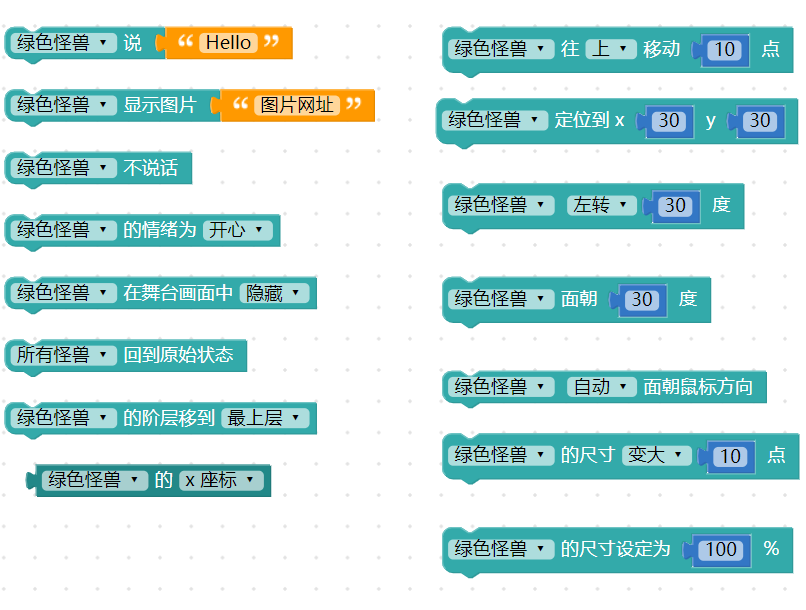 绿色怪兽 说 “ Hello ”
绿色怪兽 显示图片 “ 图片网址 ”
绿色怪兽 不说话
绿色怪兽 的情绪为 开心
绿色怪兽 在舞台画面中 隐藏
所有怪兽 回到原始状态
绿色怪兽 的阶层移到 最上层
绿色怪兽 的 x 座标
绿色怪兽 往 上 移动 10 点
绿色怪兽 定位到 x 30 y 30
绿色怪兽 左转 30 度
绿色怪兽 面朝 30 度
绿色怪兽 自动 面朝鼠标方向
绿色怪兽 的尺寸 变大 10 点
绿色怪兽 的尺寸设定为 100 %